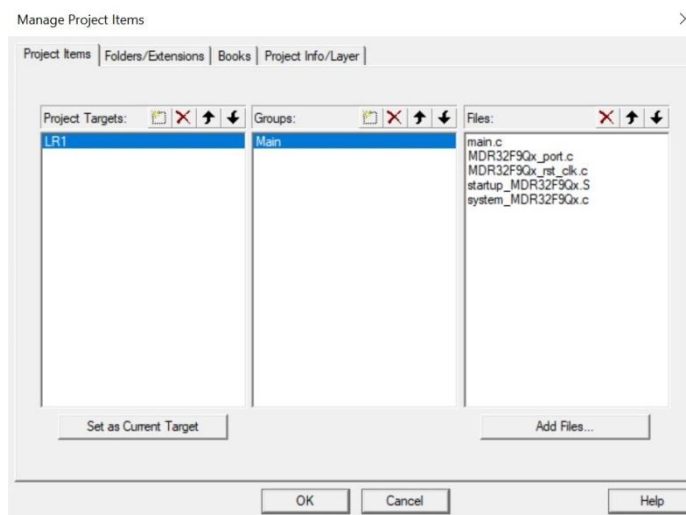 Manage Project Items
Project Items
Folders/Extensions
Books
Project Info/Layer
Project Targets:
LR1
Groups:
Main
Files:
main.c
MDR32F9Qx_port.c
MDR32F9Qx_rst_clk.c
startup_MDR32F9Qx.S
system_MDR32F9Qx.c
Set as Current Target
Add Files...
OK
Cancel
Help